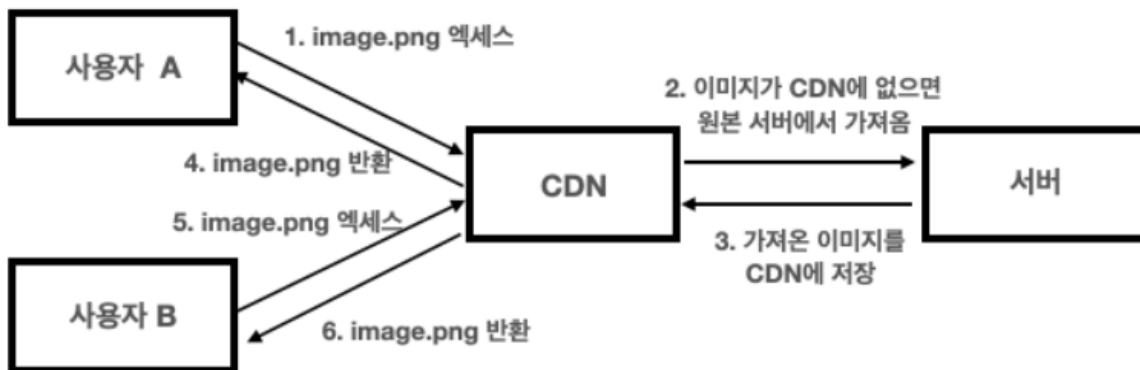 사용자 A
1. image.png 엑세스
2. 이미지가 CDN에 없으면
원본 서버에서 가져옴
4. image.png 반환
CDN
서버
5. image.png 엑세스
3. 가져온 이미지를
CDN에 저장
사용자 B
6. image.png 반환